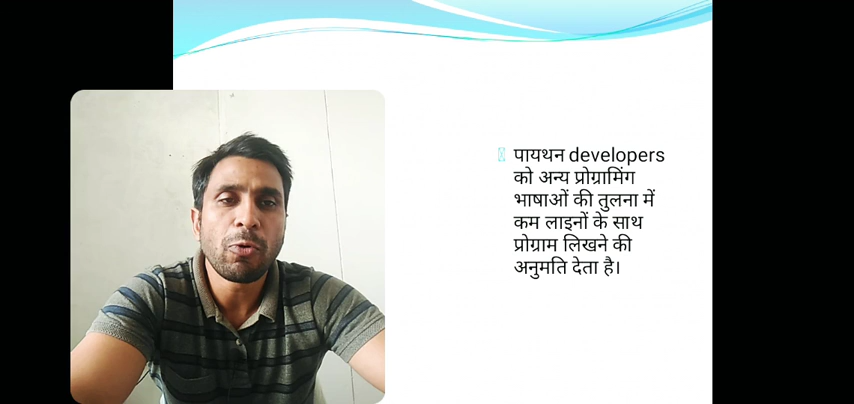 पायथन developers
को अन्य प्रोग्रामिंग
भाषाओं की तुलना में
कम लाइनों के साथ
प्रोग्राम लिखने की
अनुमति देता है।